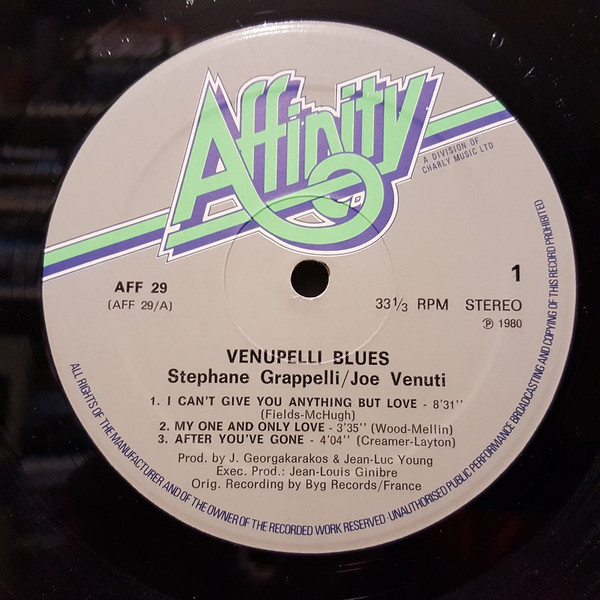 Affinity
A DIVISION OF
CHARLY MUSIC LTD
AFF 29
(AFF 29/A)
1
33 1/3 RPM STEREO
℗ 1980
VENUPELLI BLUES
Stephane Grappelli/Joe Venuti
1. I CAN'T GIVE YOU ANYTHING BUT LOVE - 8'31''
(Fields-McHugh)
2. MY ONE AND ONLY LOVE - 3'35'' (Wood-Mellin)
3. AFTER YOU'VE GONE - 4'04'' (Creamer-Layton)
Prod. by J. Georgakarakos & Jean-Luc Young
Exec. Prod.: Jean-Louis Ginibre
Orig. Recording by Byg Records/France
ALL RIGHTS OF THE MANUFACTURER AND OF THE OWNER OF THE RECORDED WORK RESERVED · UNAUTHORISED PUBLIC PERFORMANCE BROADCASTING AND COPYING OF THIS RECORD PROHIBITED